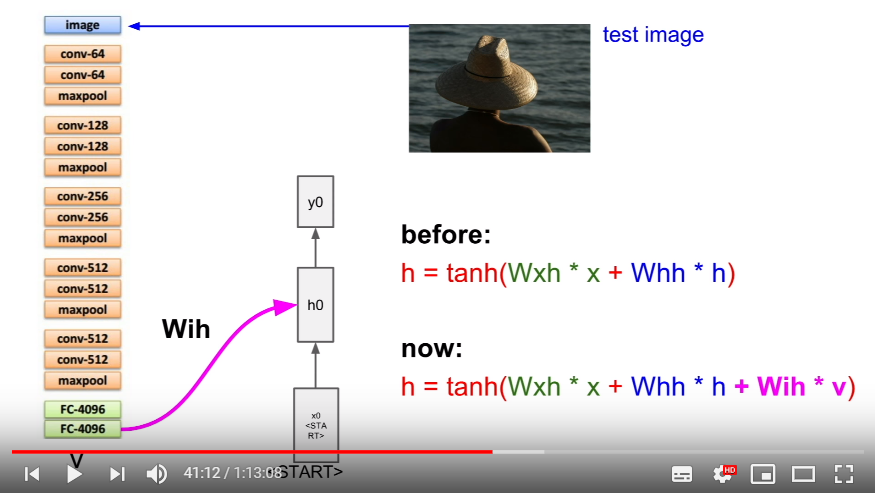 image
test image
conv-64
conv-64
maxpool
conv-128
conv-128
maxpool
conv-256
conv-256
maxpool
conv-512
conv-512
maxpool
conv-512
conv-512
maxpool
FC-4096
FC-4096
v
Wih
y0
h0
x0
<STA
RT>
<START>
before:
h = tanh(Wxh * x + Whh * h)
now:
h = tanh(Wxh * x + Whh * h + Wih * v)
41:12 / 1:13:08
HD